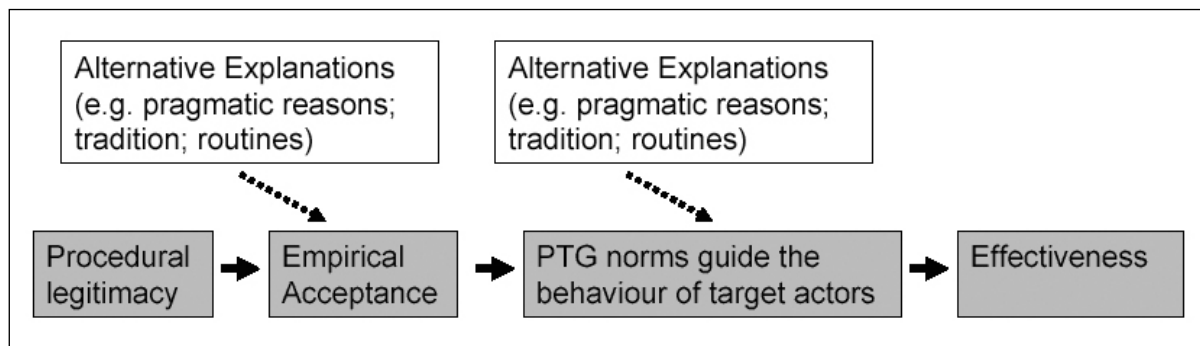 Alternative Explanations
(e.g. pragmatic reasons;
tradition; routines)
Alternative Explanations
(e.g. pragmatic reasons;
tradition; routines)
Procedural
legitimacy
Empirical
Acceptance
PTG norms guide the
behaviour of target actors
Effectiveness